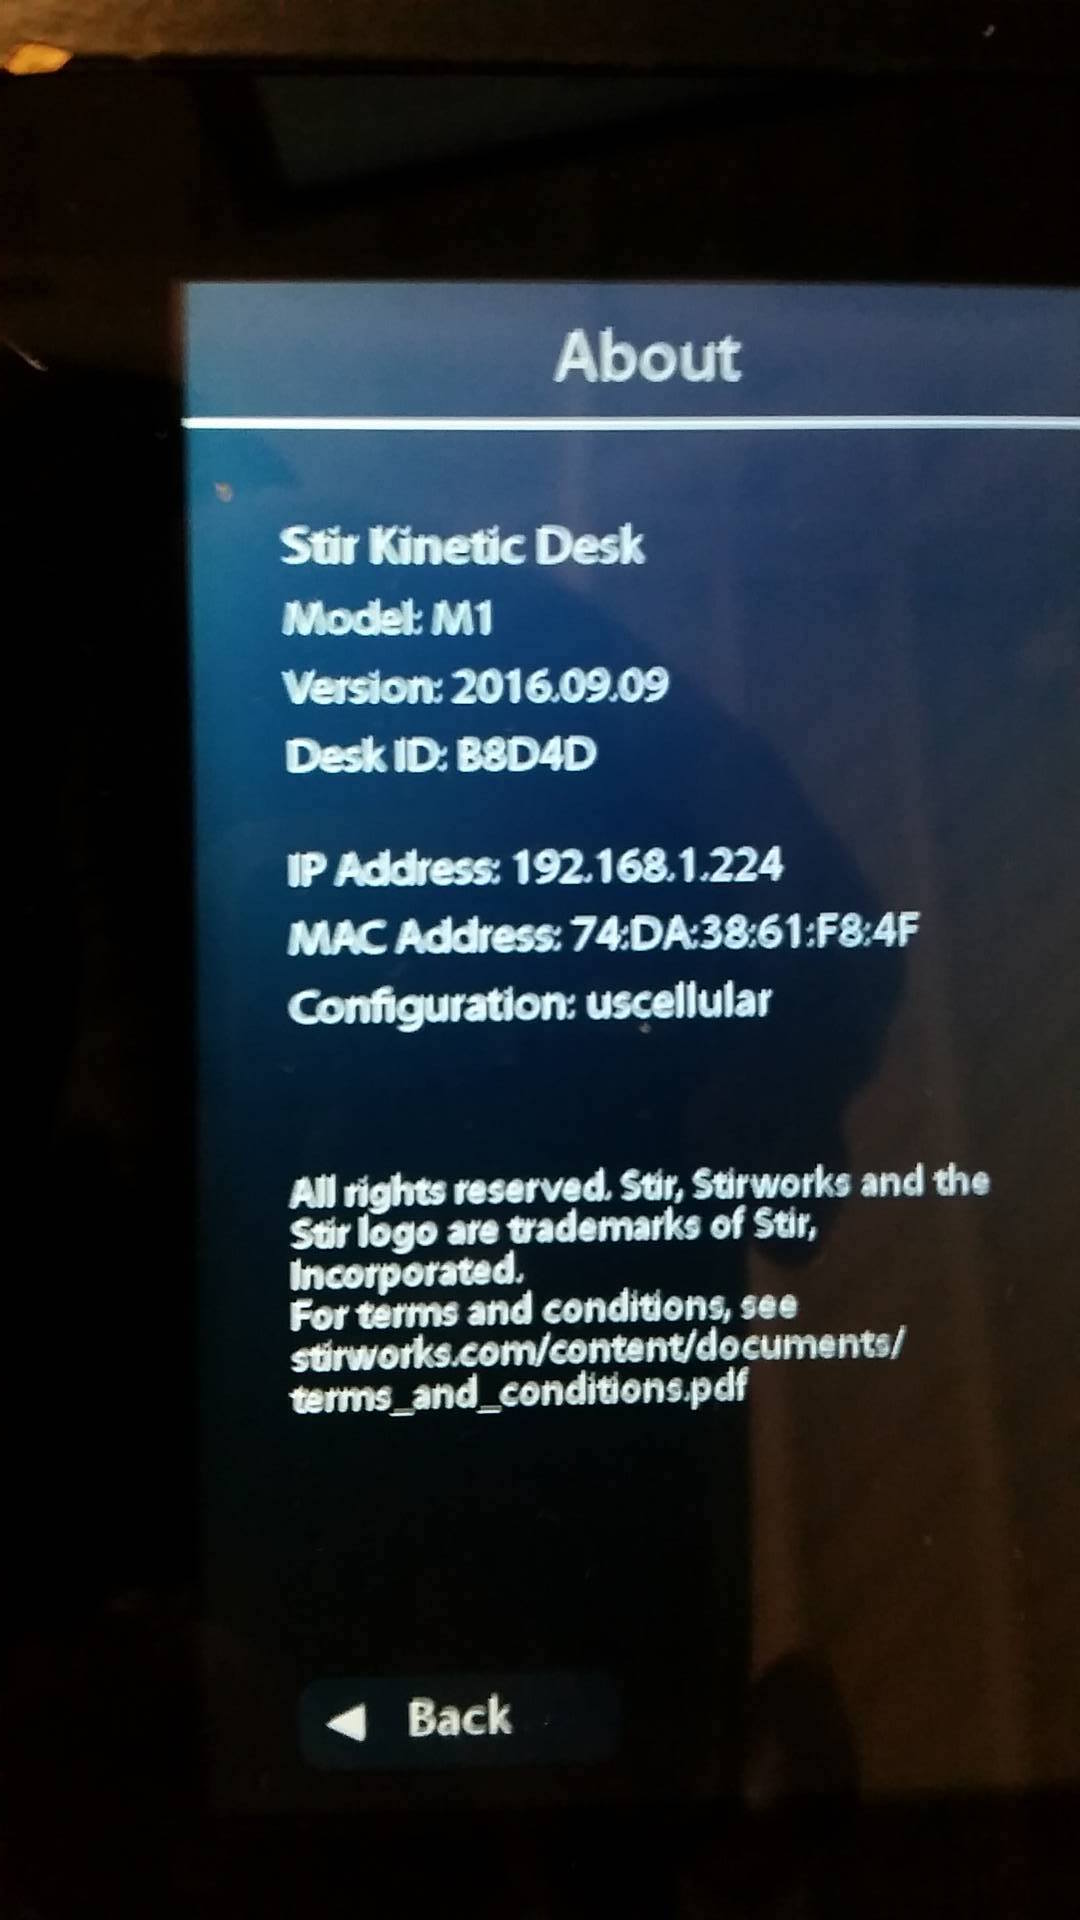 About
Stir Kinetic Desk
Model: M1
Version: 2016.09.09
Desk ID: B8D4D
IP Address: 192.168.1.224
MAC Address: 74:DA:38:61:F8:4F
Configuration: uscellular
All rights reserved. Stir, Stirworks and the
Stir logo are trademarks of Stir,
Incorporated.
For terms and conditions, see
stirworks.com/content/documents/
terms_and_conditions.pdf
Back